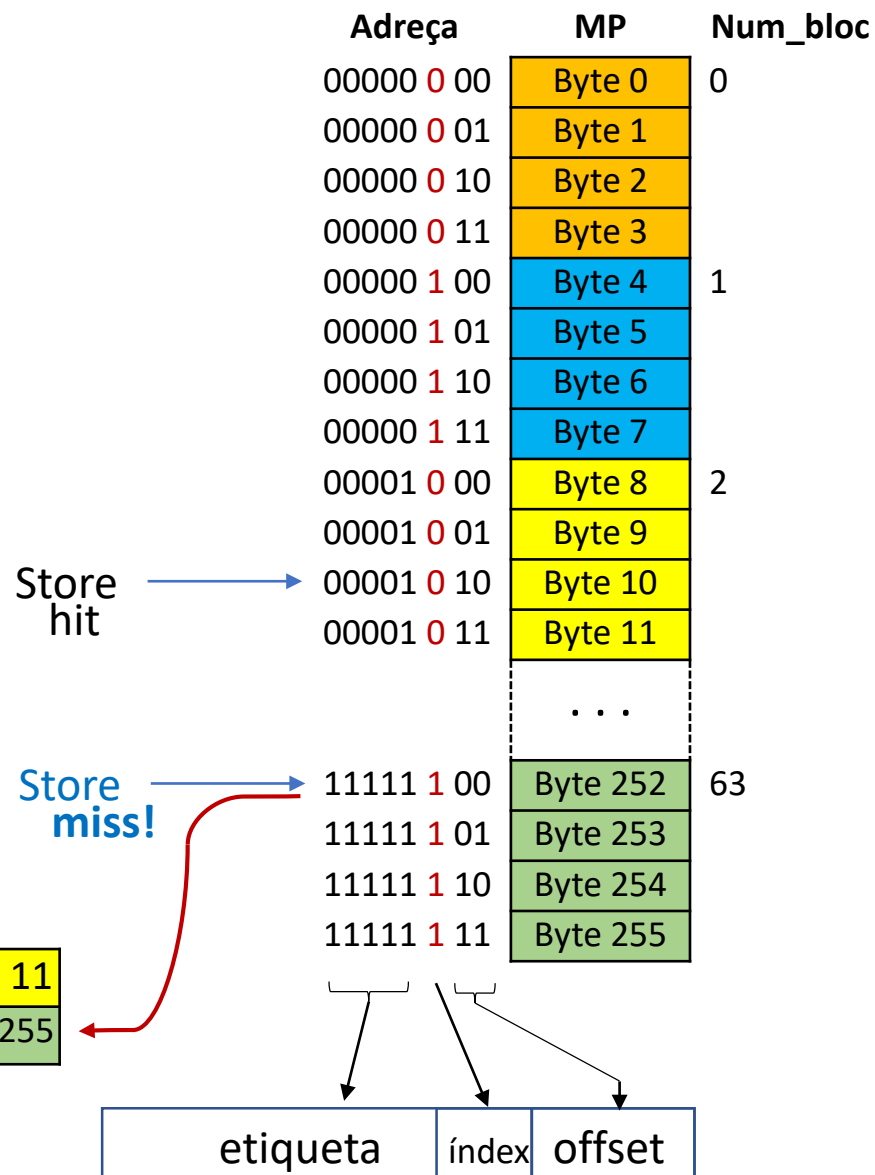 Adreça MP Num_bloc
00000 0 00 Byte 0 0
00000 0 01 Byte 1
00000 0 10 Byte 2
00000 0 11 Byte 3
00000 1 00 Byte 4 1
00000 1 01 Byte 5
00000 1 10 Byte 6
00000 1 11 Byte 7
00001 0 00 Byte 8 2
00001 0 01 Byte 9
Store
hit
00001 0 10 Byte 10
00001 0 11 Byte 11
. . .
Store
miss!
11111 1 00 Byte 252 63
11111 1 01 Byte 253
11111 1 10 Byte 254
11111 1 11 Byte 255
11
255
etiqueta índex offset